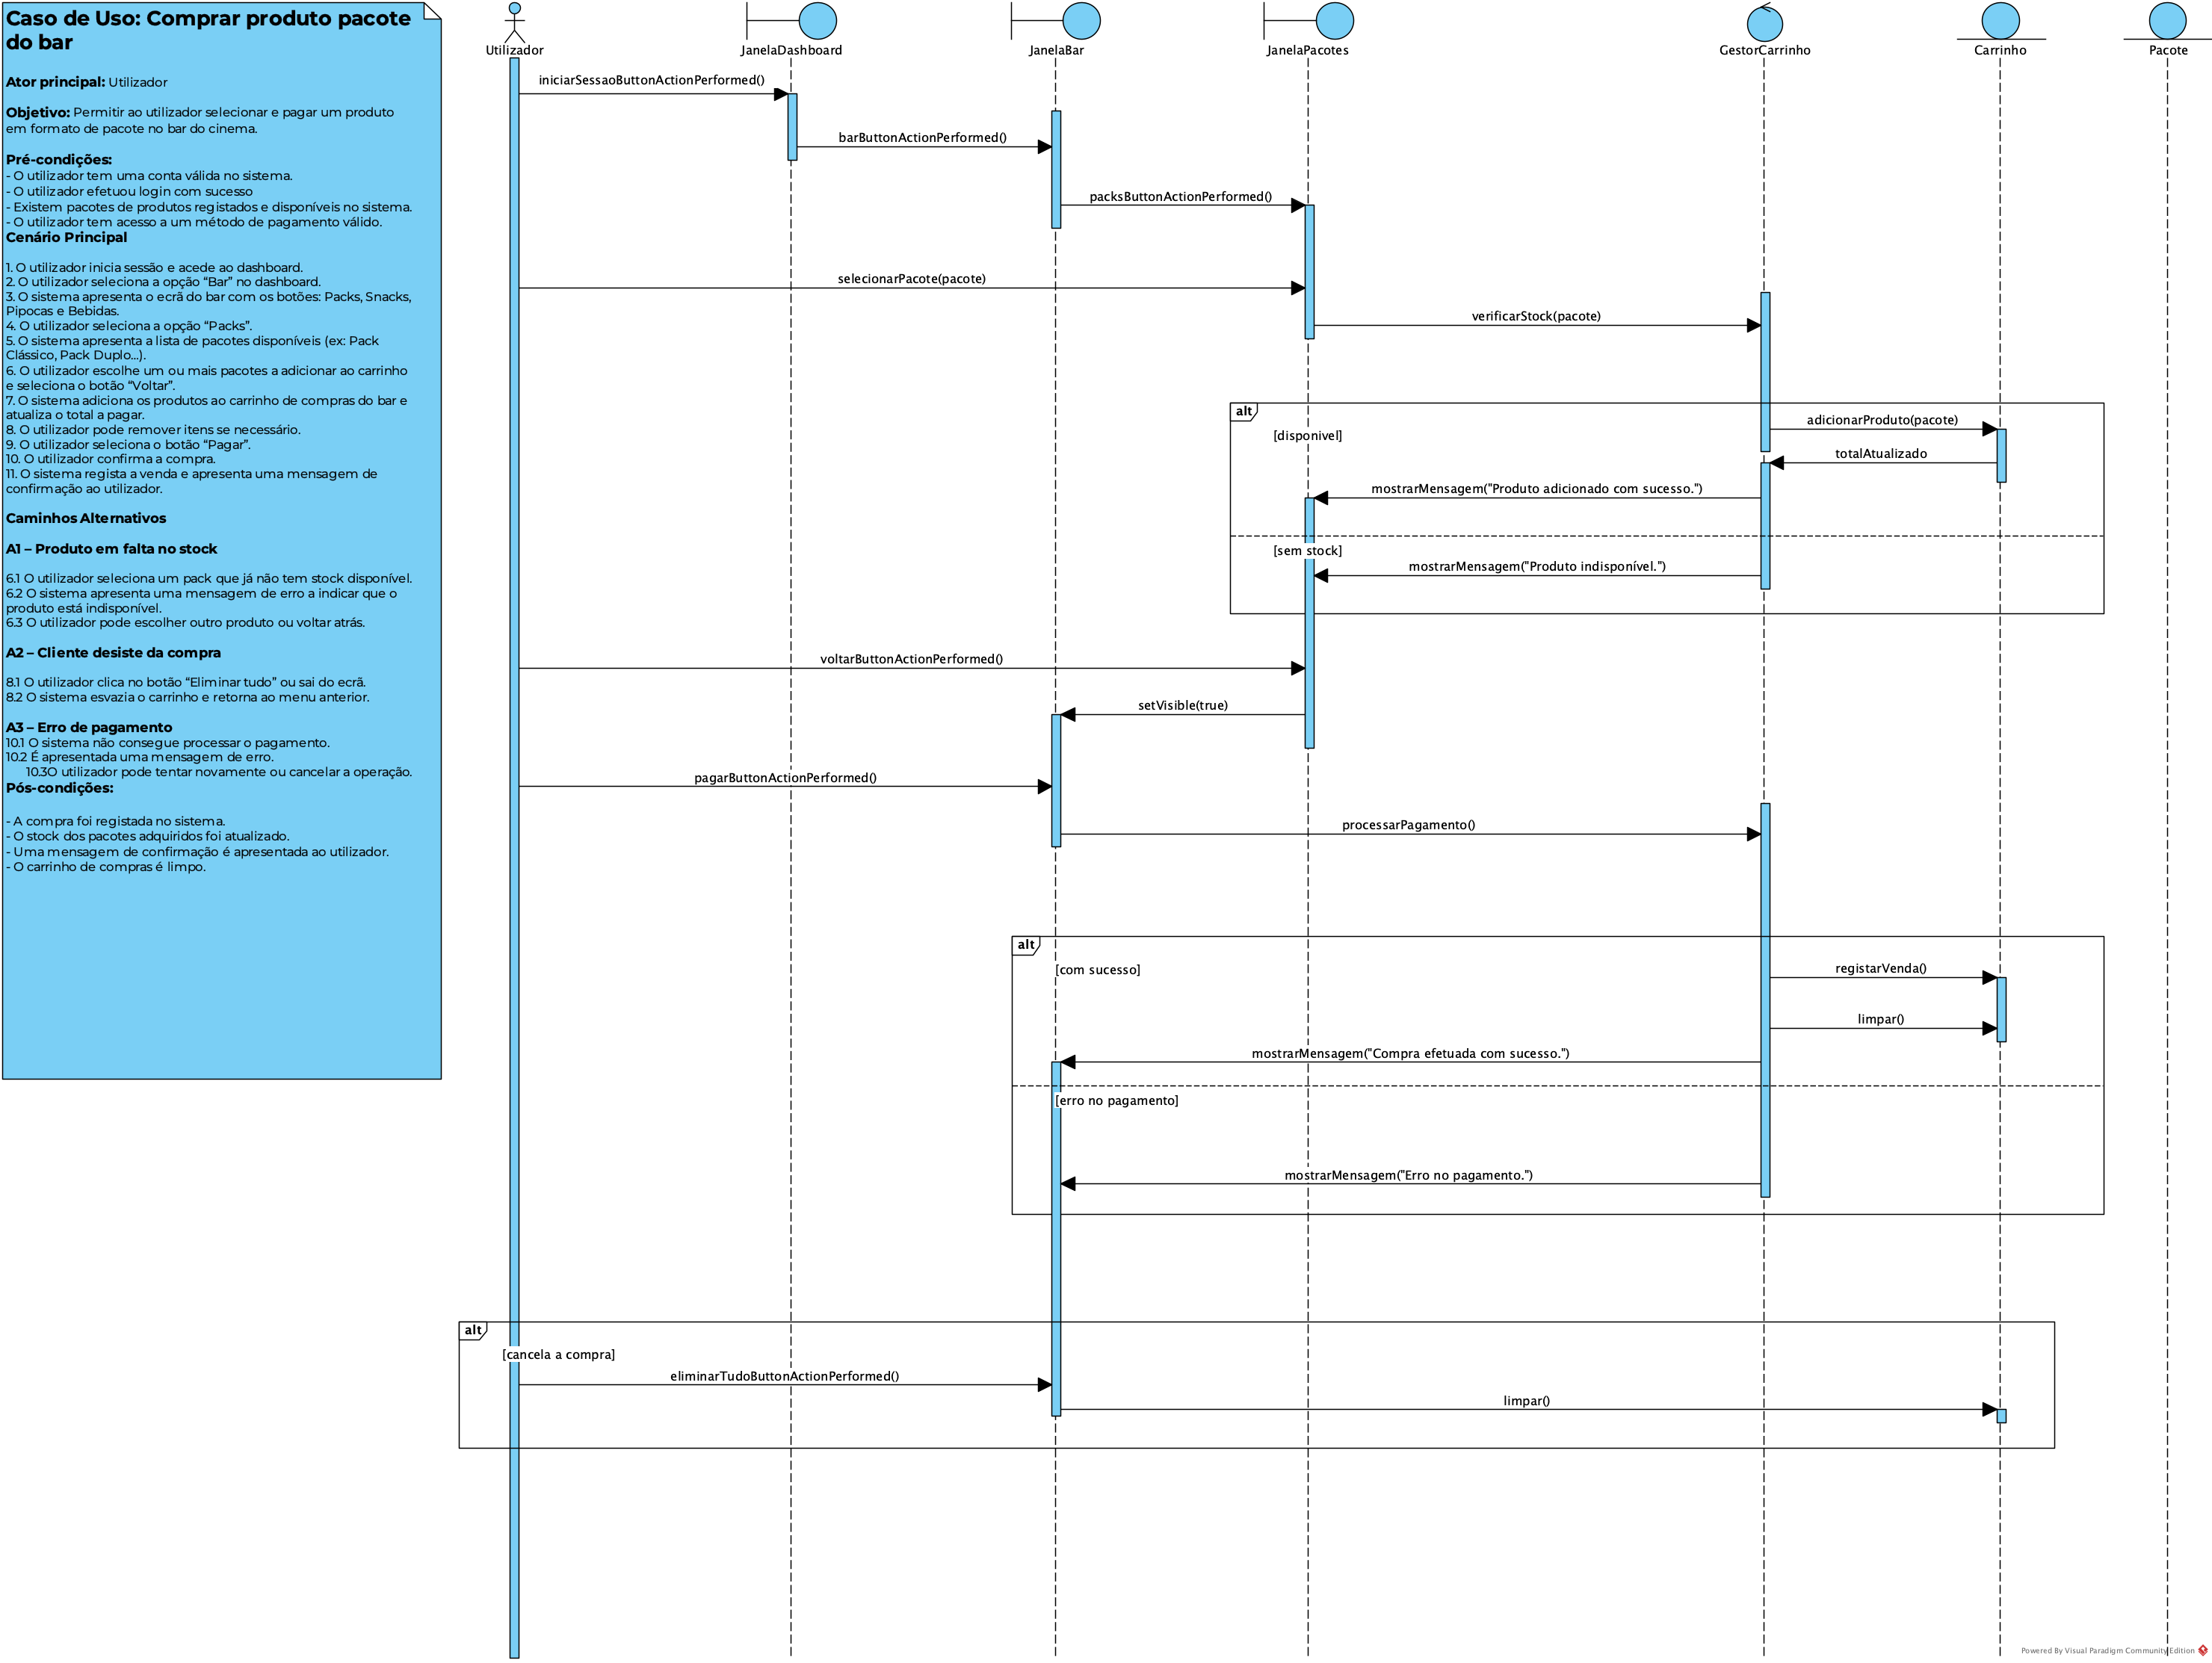 Caso de Uso: Comprar produto pacote
do bar
Ator principal: Utilizador
Objetivo: Permitir ao utilizador selecionar e pagar um produto
em formato de pacote no bar do cinema.
Pré-condições:
- O utilizador tem uma conta válida no sistema.
- O utilizador efetuou login com sucesso
- Existem pacotes de produtos registados e disponíveis no sistema.
- O utilizador tem acesso a um método de pagamento válido.
Cenário Principal
1. O utilizador inicia sessão e acede ao dashboard.
2. O utilizador seleciona a opção “Bar” no dashboard.
3. O sistema apresenta o ecrã do bar com os botões: Packs, Snacks,
Pipocas e Bebidas.
4. O utilizador seleciona a opção “Packs”.
5. O sistema apresenta a lista de pacotes disponíveis (ex: Pack
Clássico, Pack Duplo...).
6. O utilizador escolhe um ou mais pacotes a adicionar ao carrinho
e seleciona o botão “Voltar”.
7. O sistema adiciona os produtos ao carrinho de compras do bar e
atualiza o total a pagar.
8. O utilizador pode remover itens se necessário.
9. O utilizador seleciona o botão “Pagar”.
10. O utilizador confirma a compra.
11. O sistema regista a venda e apresenta uma mensagem de
confirmação ao utilizador.
Caminhos Alternativos
A1 – Produto em falta no stock
6.1 O utilizador seleciona um pack que já não tem stock disponível.
6.2 O sistema apresenta uma mensagem de erro a indicar que o
produto está indisponível.
6.3 O utilizador pode escolher outro produto ou voltar atrás.
A2 – Cliente desiste da compra
8.1 O utilizador clica no botão “Eliminar tudo” ou sai do ecrã.
8.2 O sistema esvazia o carrinho e retorna ao menu anterior.
A3 – Erro de pagamento
10.1 O sistema não consegue processar o pagamento.
10.2 É apresentada uma mensagem de erro.
10.3O utilizador pode tentar novamente ou cancelar a operação.
Pós-condições:
- A compra foi registada no sistema.
- O stock dos pacotes adquiridos foi atualizado.
- Uma mensagem de confirmação é apresentada ao utilizador.
- O carrinho de compras é limpo.
Utilizador
JanelaDashboard
JanelaBar
JanelaPacotes
GestorCarrinho
Carrinho
Pacote
iniciarSessaoButtonActionPerformed()
barButtonActionPerformed()
packsButtonActionPerformed()
selecionarPacote(pacote)
verificarStock(pacote)
alt
[disponivel]
adicionarProduto(pacote)
totalAtualizado
mostrarMensagem("Produto adicionado com sucesso.")
[sem stock]
mostrarMensagem("Produto indisponível.")
voltarButtonActionPerformed()
setVisible(true)
pagarButtonActionPerformed()
processarPagamento()
alt
[com sucesso]
registarVenda()
limpar()
mostrarMensagem("Compra efetuada com sucesso.")
[erro no pagamento]
mostrarMensagem("Erro no pagamento.")
alt
[cancela a compra]
eliminarTudoButtonActionPerformed()
limpar()
Powered By Visual Paradigm Community Edition